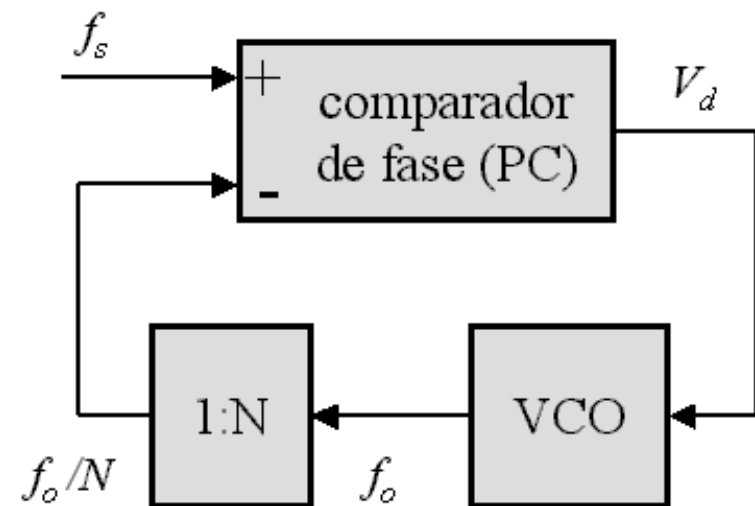 f_s
+
comparador
de fase (PC)
-
V_d
1:N
VCO
f_o/N
f_o